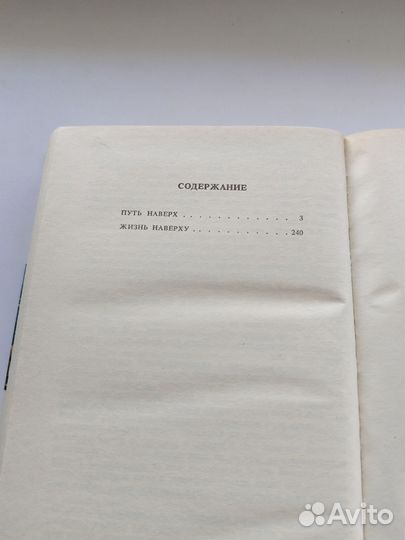 СОДЕРЖАНИЕ
ПУТЬ НАВЕРХ . . . . . . . . . . . . 3
ЖИЗНЬ НАВЕРХУ . . . . . . . . . . . 240
Avito